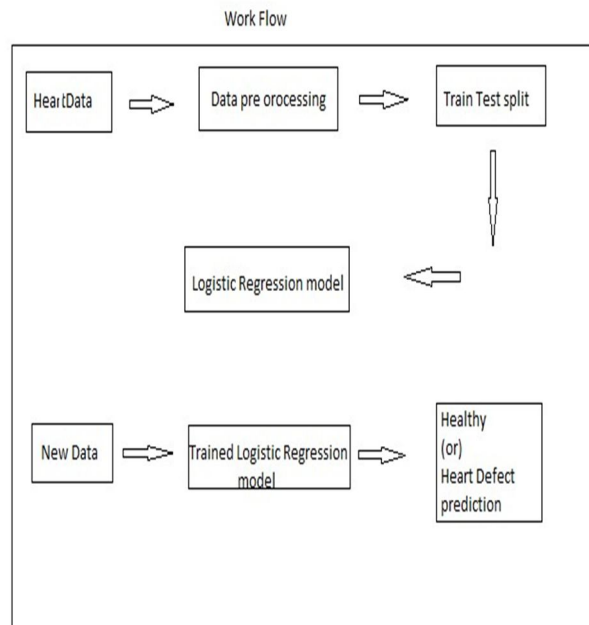 Work Flow
HeartData
Data pre orocessing
Train Test split
Logistic Regression model
New Data
Trained Logistic Regression
model
Healthy
(or)
Heart Defect
prediction